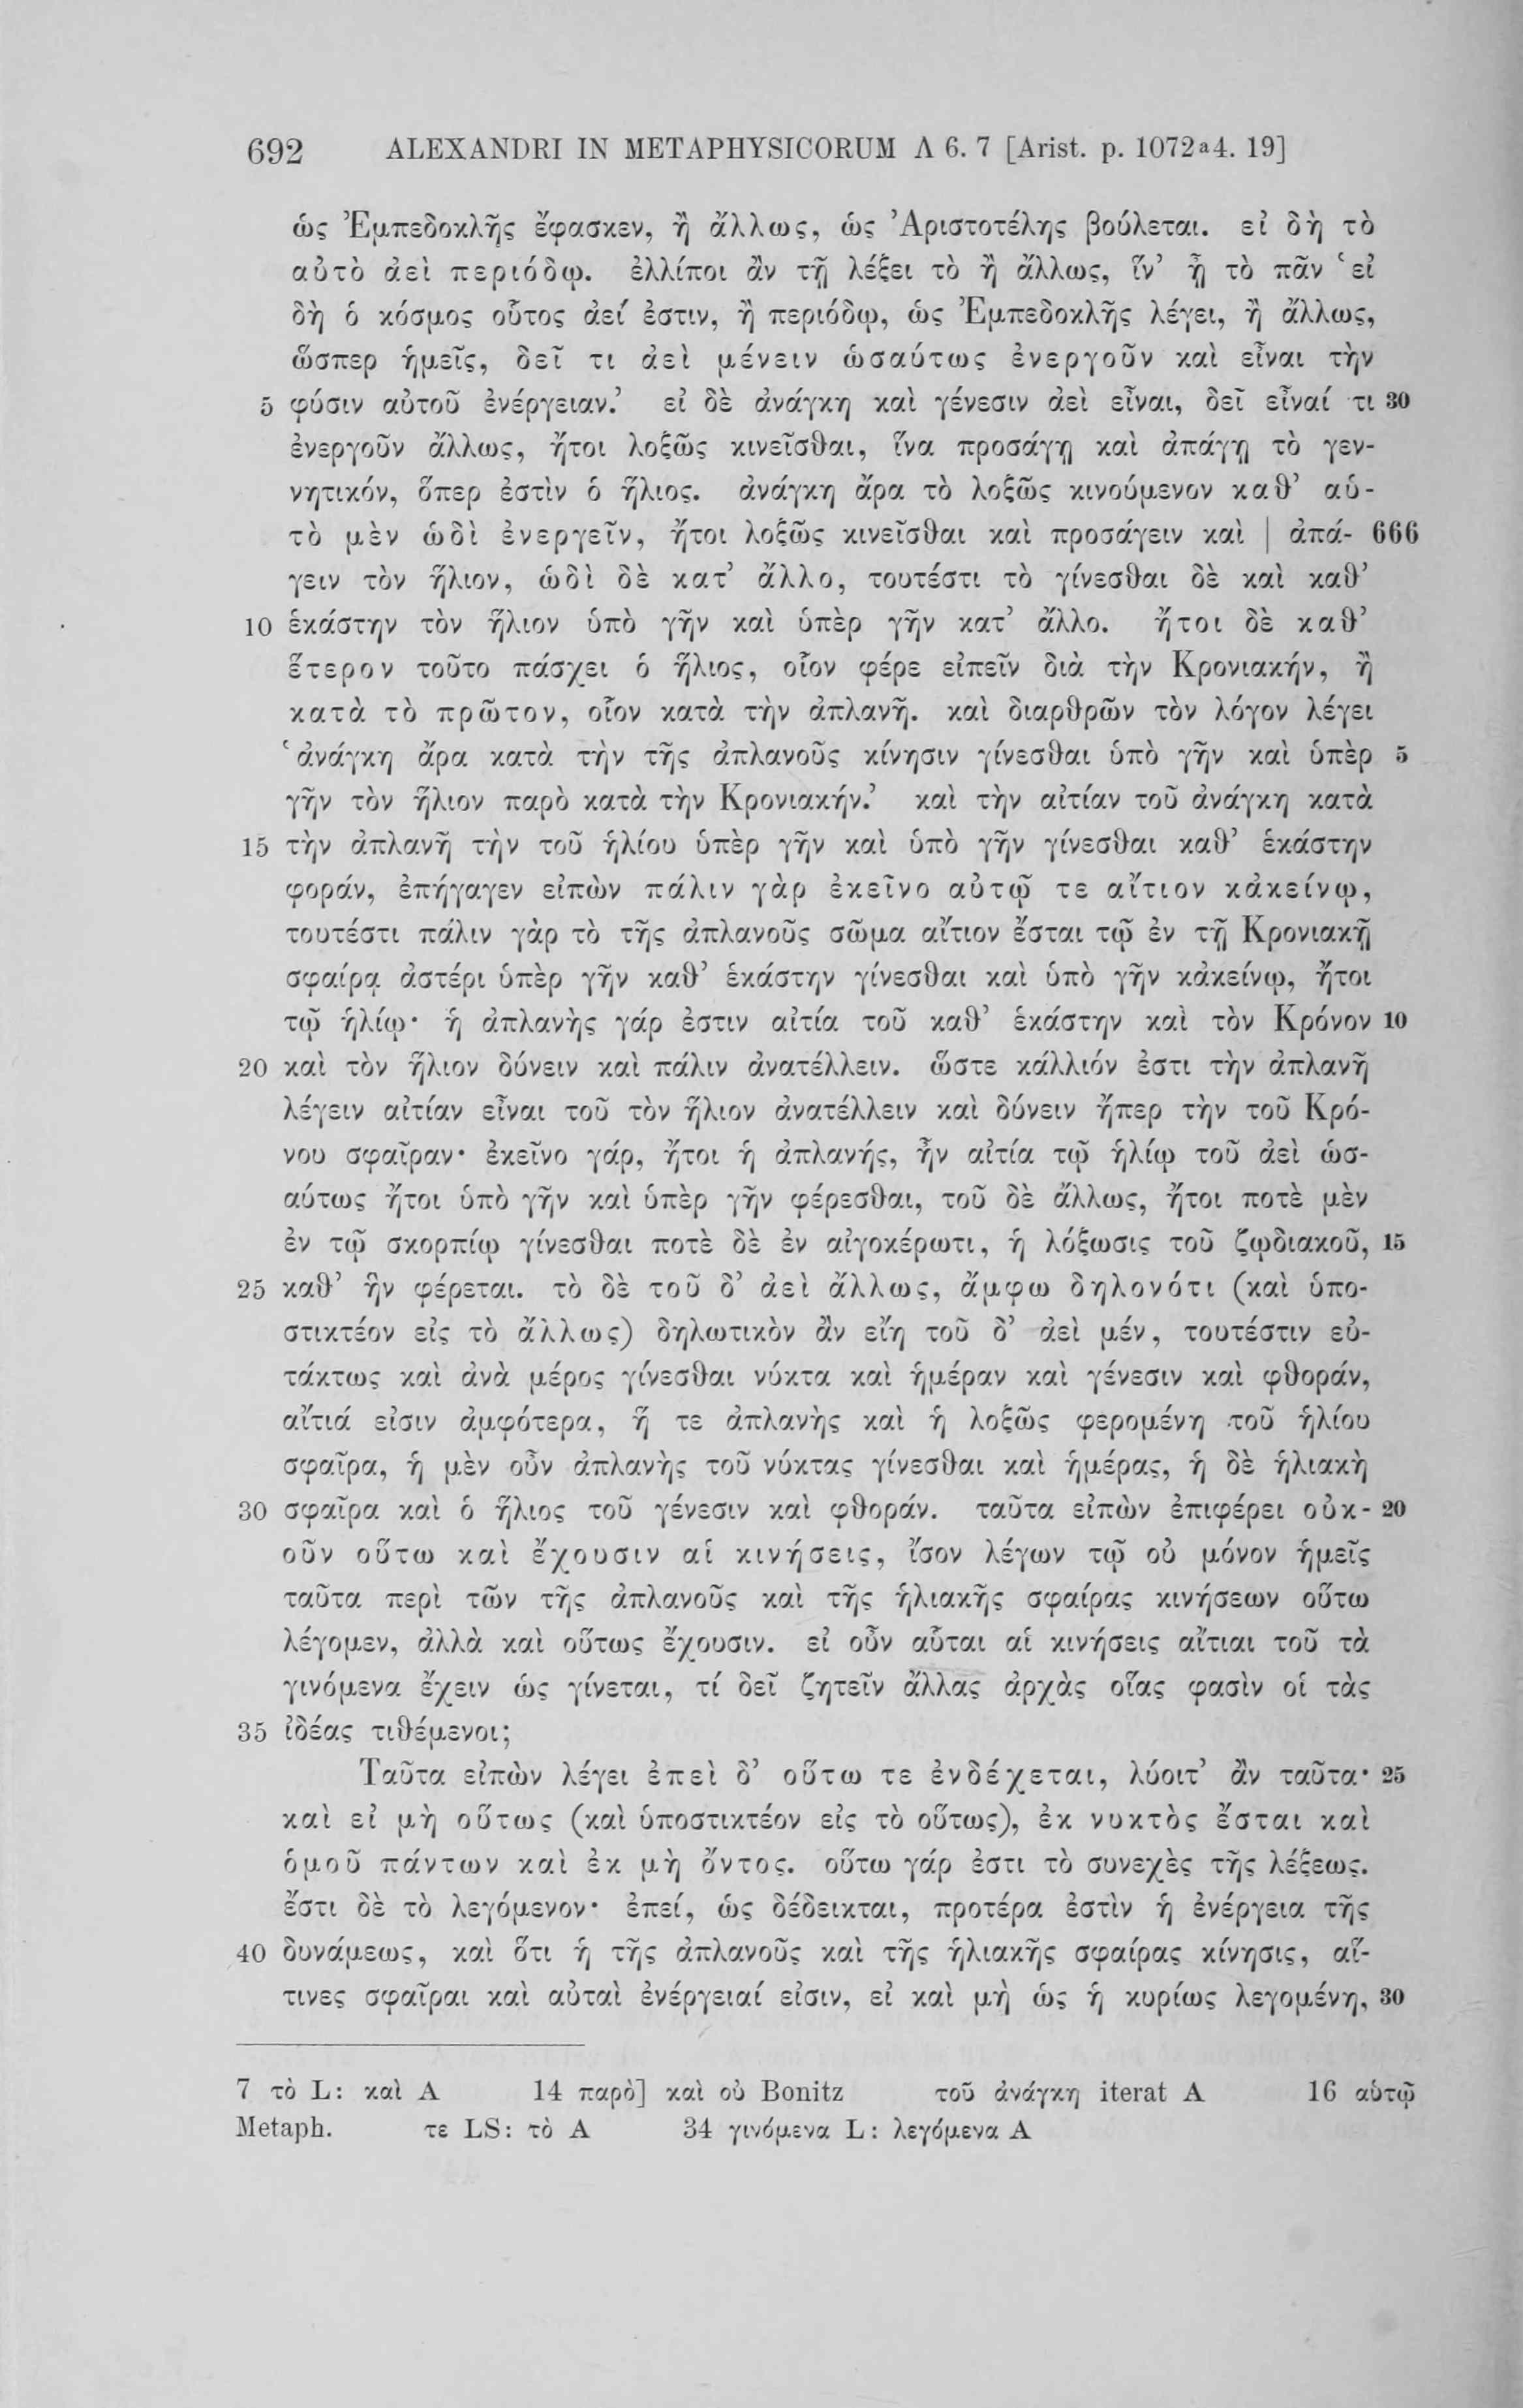 692 ALEXANDRI IN METAPHYSICORUM Λ 6. 7 [Arist. p. 1072a4. 19]
ὡς Ἐμπεδοκλῆς ἔφασκεν, ἢ ἄλλως, ὡς Ἀριστοτέλης βούλεται. εἰ δὴ τὸ
αὐτὸ ἀεὶ περιόδῳ. ἐλλίποι ἂν τῇ λέξει τὸ ἢ ἄλλως, ἵν’ ᾖ τὸ πᾶν ‘εἰ
δὴ ὁ κόσμος οὗτος ἀεί ἐστιν, ἢ περιόδῳ, ὡς Ἐμπεδοκλῆς λέγει, ἢ ἄλλως,
ὥσπερ ἡμεῖς, δεῖ τι ἀεὶ μένειν ὡσαύτως ἐνεργοῦν καὶ εἶναι τὴν
5 φύσιν αὐτοῦ ἐνέργειαν.’ εἰ δὲ ἀνάγκη καὶ γένεσιν ἀεὶ εἶναι, δεῖ εἶναί τι 30
ἐνεργοῦν ἄλλως, ἤτοι λοξῶς κινεῖσθαι, ἵνα προσάγῃ καὶ ἀπάγῃ τὸ γεν-
νητικόν, ὅπερ ἐστὶν ὁ ἥλιος. ἀνάγκη ἄρα τὸ λοξῶς κινούμενον καθ’ αὑ-
τὸ μὲν ὡδὶ ἐνεργεῖν, ἤτοι λοξῶς κινεῖσθαι καὶ προσάγειν καὶ | ἀπά- 666
γειν τὸν ἥλιον, ὡδὶ δὲ κατ’ ἄλλο, τουτέστι τὸ γίνεσθαι δὲ καὶ καθ’
10 ἑκάστην τὸν ἥλιον ὑπὸ γῆν καὶ ὑπὲρ γῆν κατ’ ἄλλο. ἤτοι δὲ καθ’
ἕτερον τοῦτο πάσχει ὁ ἥλιος, οἷον φέρε εἰπεῖν διὰ τὴν Κρονιακήν, ἢ
κατὰ τὸ πρῶτον, οἷον κατὰ τὴν ἀπλανῆ. καὶ διαρθρῶν τὸν λόγον λέγει
‘ἀνάγκη ἄρα κατὰ τὴν τῆς ἀπλανοῦς κίνησιν γίνεσθαι ὑπὸ γῆν καὶ ὑπὲρ 5
γῆν τὸν ἥλιον παρὸ κατὰ τὴν Κρονιακήν.’ καὶ τὴν αἰτίαν τοῦ ἀνάγκη κατὰ
15 τὴν ἀπλανῆ τὴν τοῦ ἡλίου ὑπὲρ γῆν καὶ ὑπὸ γῆν γίνεσθαι καθ’ ἑκάστην
φοράν, ἐπήγαγεν εἰπὼν πάλιν γὰρ ἐκεῖνο αὐτῷ τε αἴτιον κἀκείνῳ,
τουτέστι πάλιν γὰρ τὸ τῆς ἀπλανοῦς σῶμα αἴτιον ἔσται τῷ ἐν τῇ Κρονιακῇ
σφαίρᾳ ἀστέρι ὑπὲρ γῆν καθ’ ἑκάστην γίνεσθαι καὶ ὑπὸ γῆν κἀκείνῳ, ἤτοι
τῷ ἡλίῳ· ἡ ἀπλανὴς γάρ ἐστιν αἰτία τοῦ καθ’ ἑκάστην καὶ τὸν Κρόνον 10
20 καὶ τὸν ἥλιον δύνειν καὶ πάλιν ἀνατέλλειν. ὥστε κάλλιόν ἐστι τὴν ἀπλανῆ
λέγειν αἰτίαν εἶναι τοῦ τὸν ἥλιον ἀνατέλλειν καὶ δύνειν ἤπερ τὴν τοῦ Κρό-
νου σφαῖραν· ἐκεῖνο γάρ, ἤτοι ἡ ἀπλανής, ἦν αἰτία τῷ ἡλίῳ τοῦ ἀεὶ ὡσ-
αύτως ἤτοι ὑπὸ γῆν καὶ ὑπὲρ γῆν φέρεσθαι, τοῦ δὲ ἄλλως, ἤτοι ποτὲ μὲν
ἐν τῷ σκορπίῳ γίνεσθαι ποτὲ δὲ ἐν αἰγοκέρωτι, ἡ λόξωσις τοῦ ζῳδιακοῦ, 15
25 καθ’ ἣν φέρεται. τὸ δὲ τοῦ δ’ ἀεὶ ἄλλως, ἄμφω δηλονότι (καὶ ὑπο-
στικτέον εἰς τὸ ἄλλως) δηλωτικὸν ἂν εἴη τοῦ δ’ ἀεὶ μέν, τουτέστιν εὐ-
τάκτως καὶ ἀνὰ μέρος γίνεσθαι νύκτα καὶ ἡμέραν καὶ γένεσιν καὶ φθοράν,
αἴτιά εἰσιν ἀμφότερα, ἥ τε ἀπλανὴς καὶ ἡ λοξῶς φερομένη τοῦ ἡλίου
σφαῖρα, ἡ μὲν οὖν ἀπλανὴς τοῦ νύκτας γίνεσθαι καὶ ἡμέρας, ἡ δὲ ἡλιακὴ
30 σφαῖρα καὶ ὁ ἥλιος τοῦ γένεσιν καὶ φθοράν. ταῦτα εἰπὼν ἐπιφέρει οὐκ- 20
οῦν οὕτω καὶ ἔχουσιν αἱ κινήσεις, ἴσον λέγων τῷ οὐ μόνον ἡμεῖς
ταῦτα περὶ τῶν τῆς ἀπλανοῦς καὶ τῆς ἡλιακῆς σφαίρας κινήσεων οὕτω
λέγομεν, ἀλλὰ καὶ οὕτως ἔχουσιν. εἰ οὖν αὗται αἱ κινήσεις αἴτιαι τοῦ τὰ
γινόμενα ἔχειν ὡς γίνεται, τί δεῖ ζητεῖν ἄλλας ἀρχὰς οἵας φασὶν οἱ τὰς
35 ἰδέας τιθέμενοι;
Ταῦτα εἰπὼν λέγει ἐπεὶ δ’ οὕτω τε ἐνδέχεται, λύοιτ’ ἂν ταῦτα· 25
καὶ εἰ μὴ οὕτως (καὶ ὑποστικτέον εἰς τὸ οὕτως), ἐκ νυκτὸς ἔσται καὶ
ὁμοῦ πάντων καὶ ἐκ μὴ ὄντος. οὕτω γάρ ἐστι τὸ συνεχὲς τῆς λέξεως.
ἔστι δὲ τὸ λεγόμενον· ἐπεί, ὡς δέδεικται, προτέρα ἐστὶν ἡ ἐνέργεια τῆς
40 δυνάμεως, καὶ ὅτι ἡ τῆς ἀπλανοῦς καὶ τῆς ἡλιακῆς σφαίρας κίνησις, αἵ-
τινες σφαῖραι καὶ αὐταὶ ἐνέργειαί εἰσιν, εἰ καὶ μὴ ὡς ἡ κυρίως λεγομένη, 30
7 τὸ L: καὶ A 14 παρὸ] καὶ οὐ Bonitz τοῦ ἀνάγκη iterat A 16 αὑτῷ
Metaph. τε LS: τὸ A 34 γινόμενα L: λεγόμενα A